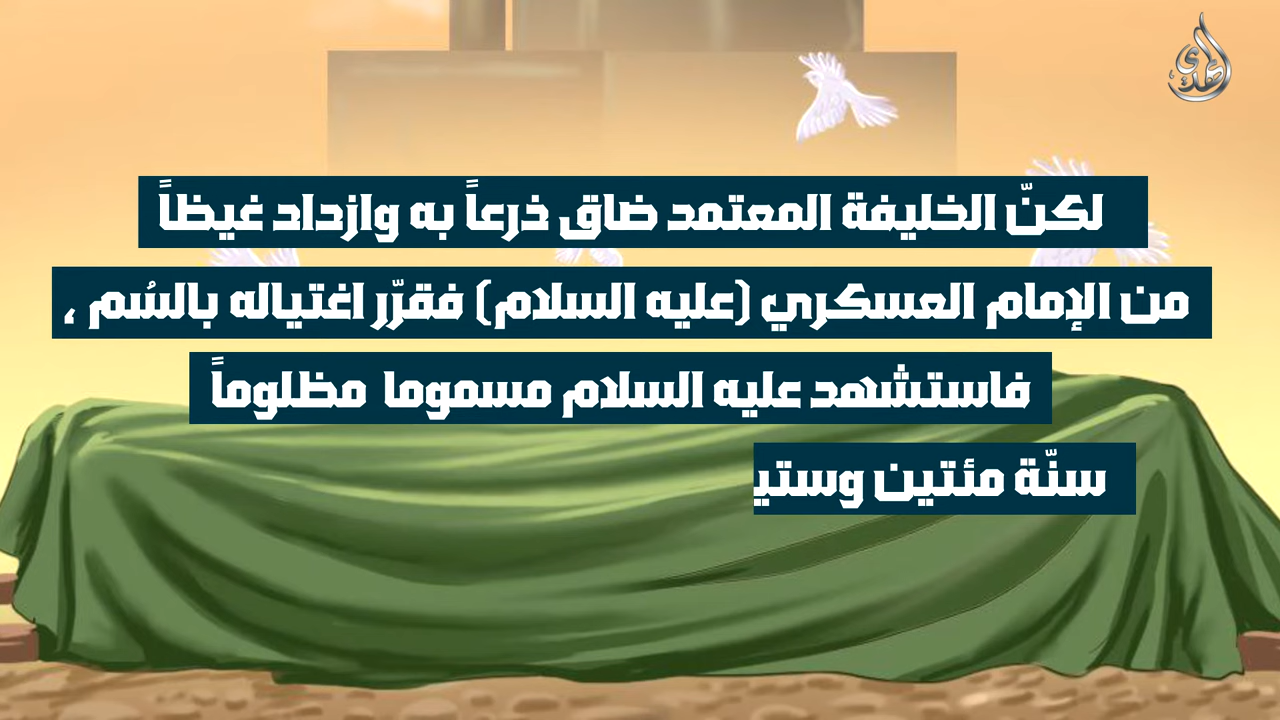 لكنّ الخليفة المعتمد ضاق ذرعاً به وازداد غيظاً
من الإمام العسكري (عليه السلام) فقرّر اغتياله بالسُم ،
فاستشهد عليه السلام مسموما مظلوماً
سنّة مئتين وستي